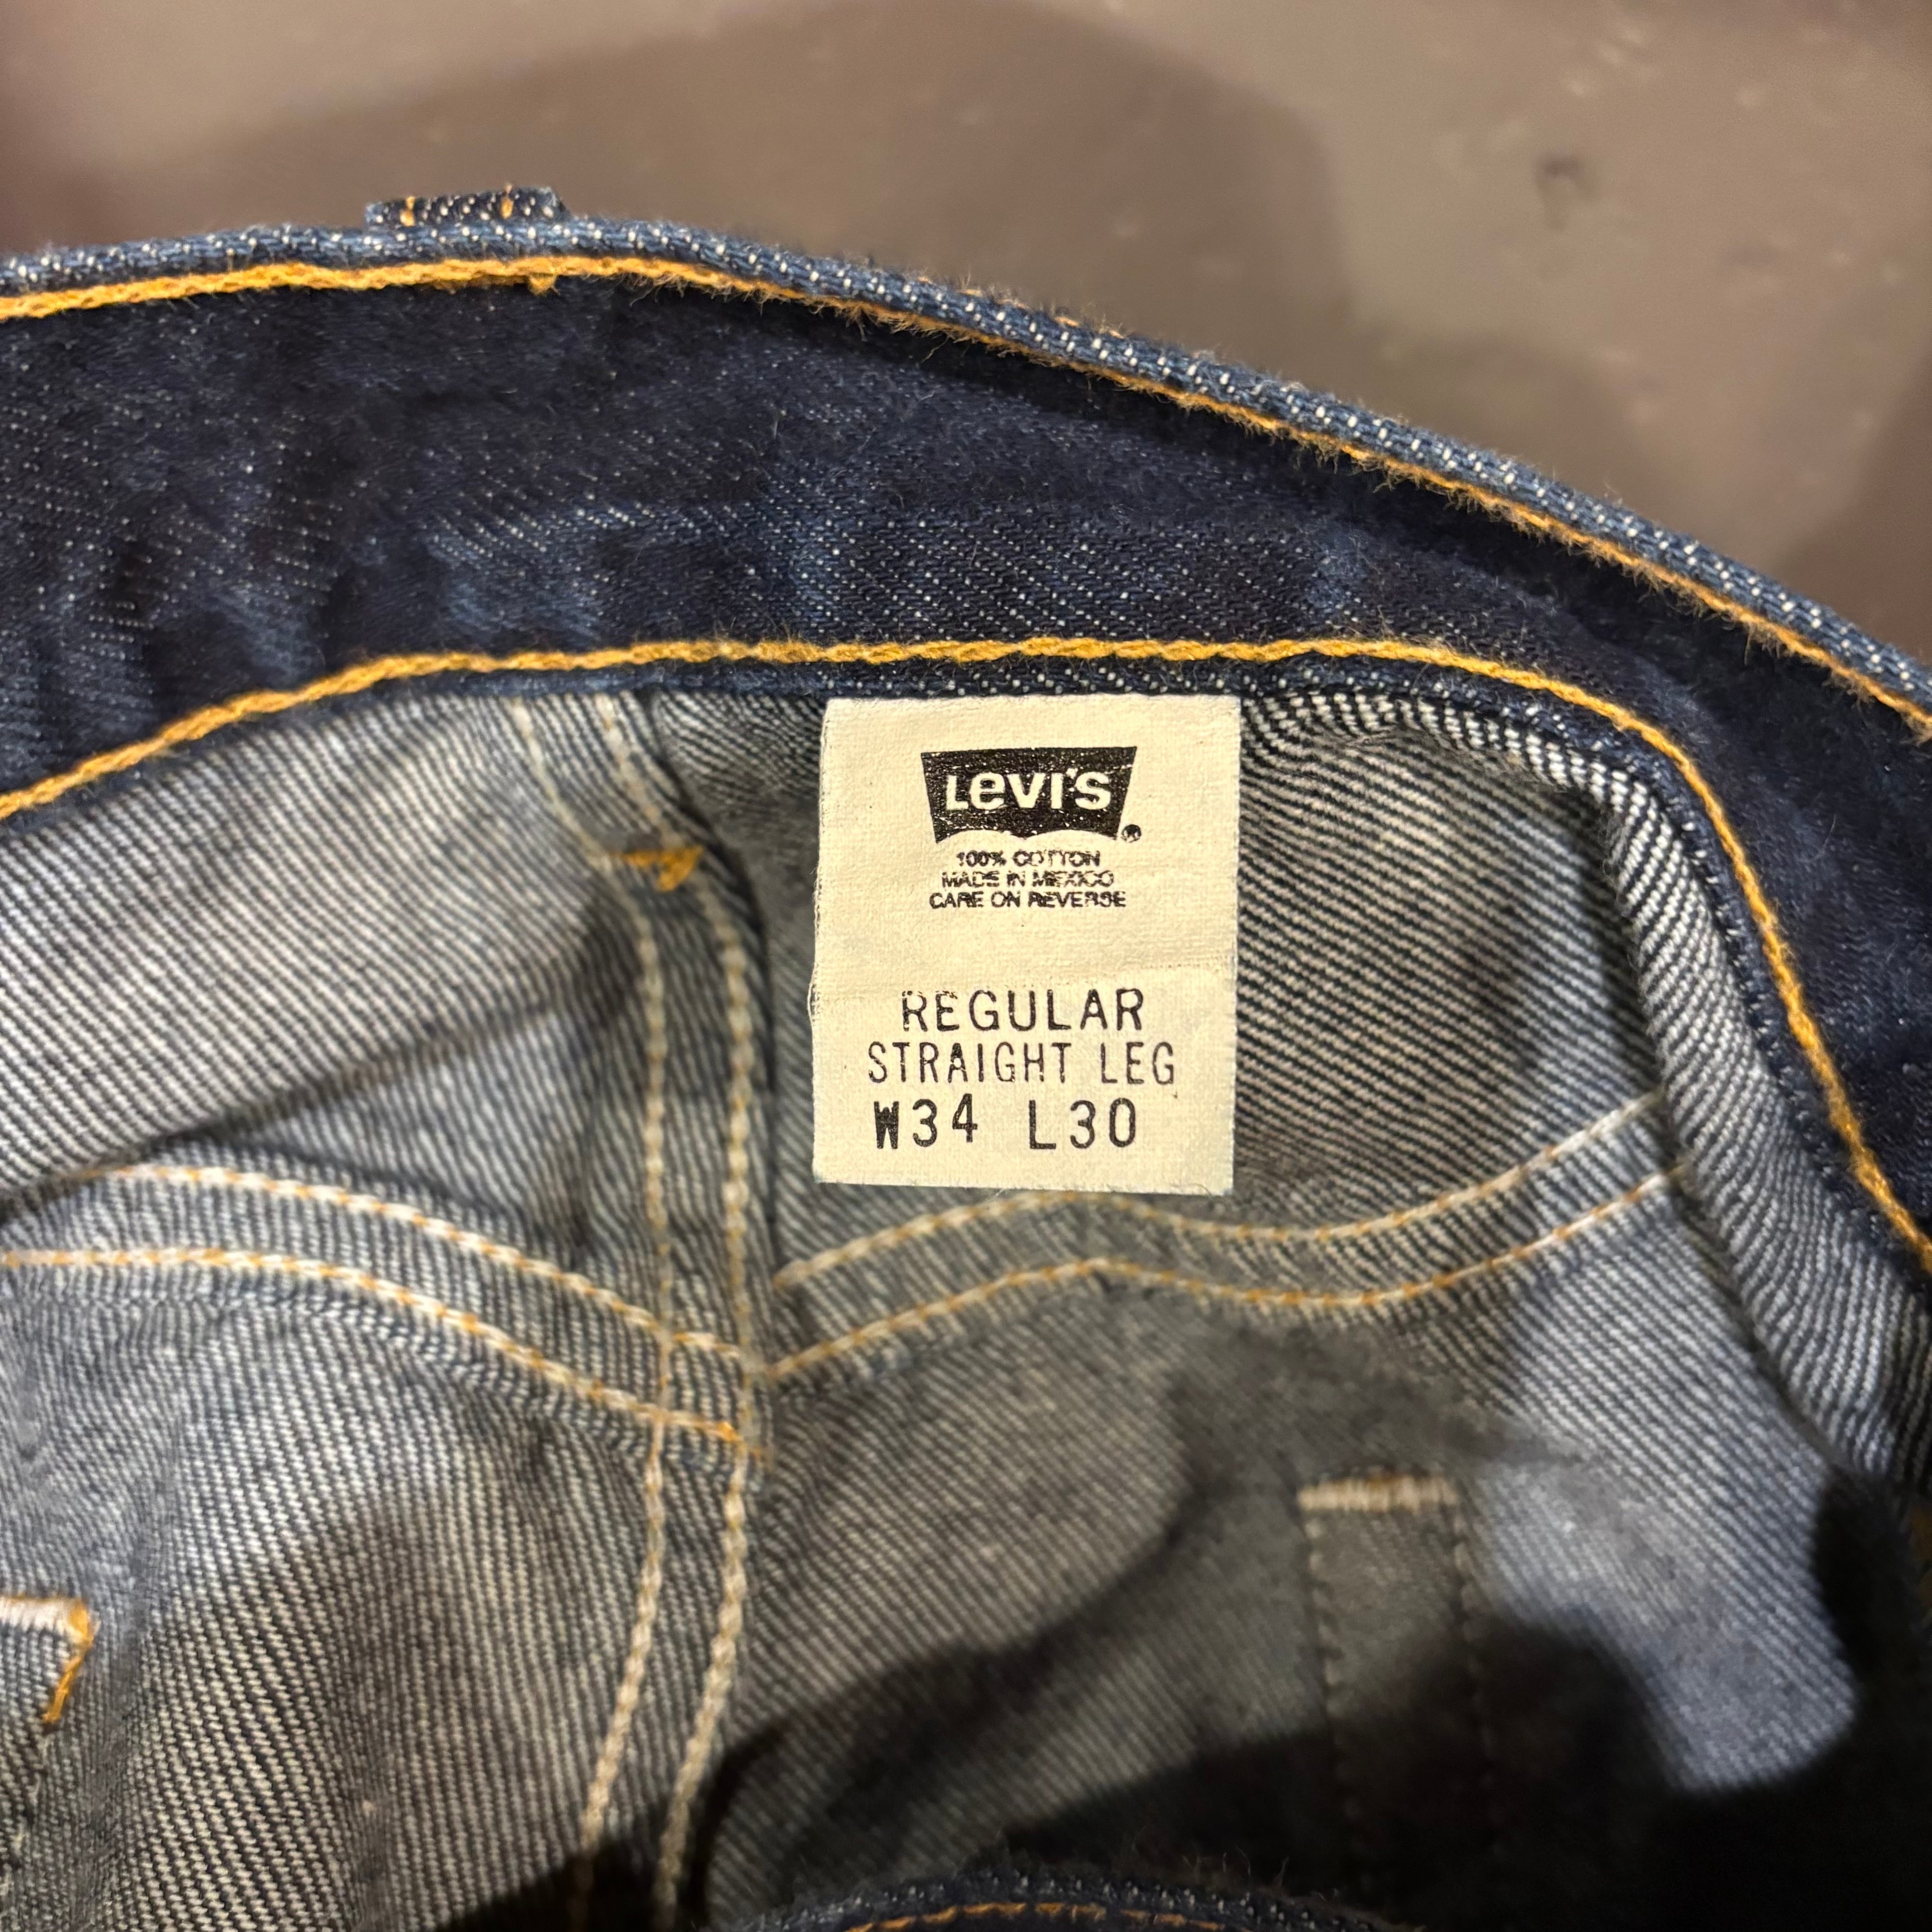 LEVI'S
®
100% COTTON
MADE IN MEXICO
CARE ON REVERSE
REGULAR
STRAIGHT LEG
W34 L30